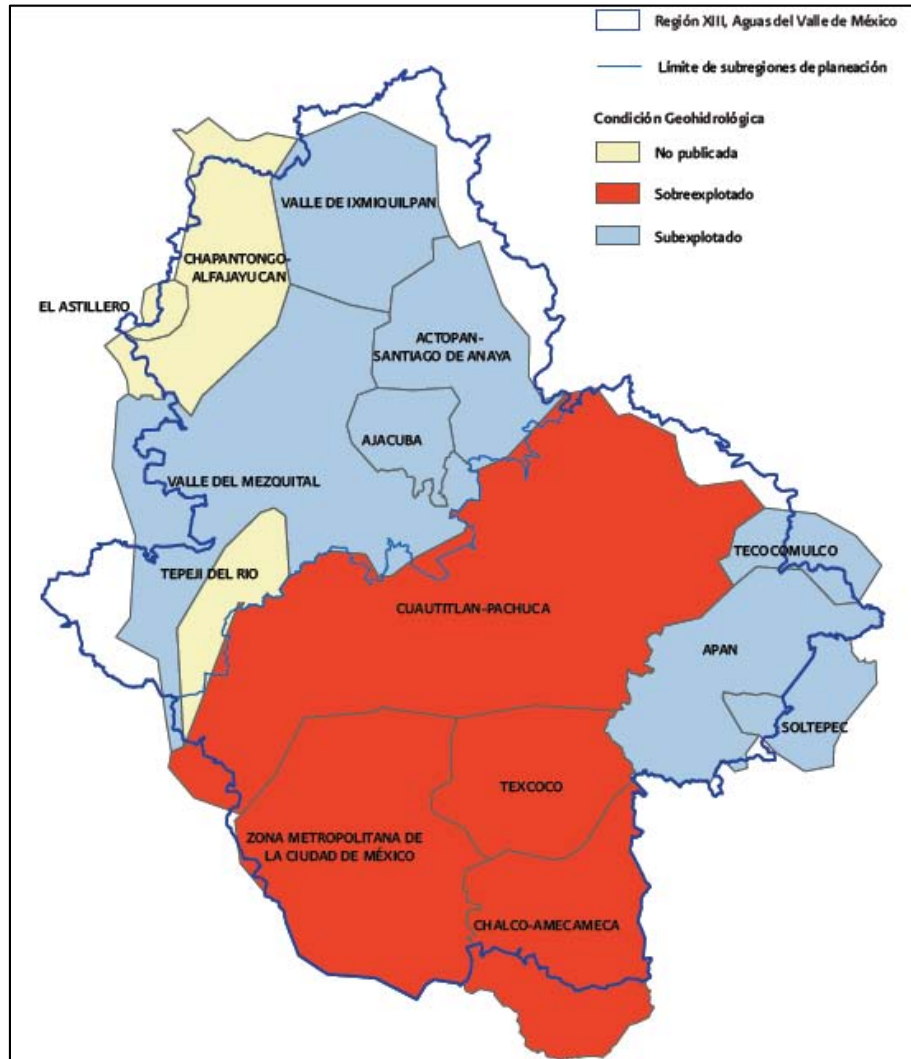 Región XIII, Aguas del Valle de México
Límite de subregiones de planeación
Condición Geohidrológica
No publicada
Sobreexplotado
Subexplotado
VALLE DE IXMIQUILPAN
CHAPANTONGO-
ALFAJAYUCAN
EL ASTILLERO
ACTOPAN-
SANTIAGO DE ANAYA
AJACUBA
VALLE DEL MEZQUITAL
TECOCOMULCO
TEPEJI DEL RIO
CUAUTITLAN-PACHUCA
APAN
SOLTEPEC
TEXCOCO
ZONA METROPOLITANA DE
LA CIUDAD DE MÉXICO
CHALCO-AMECAMECA